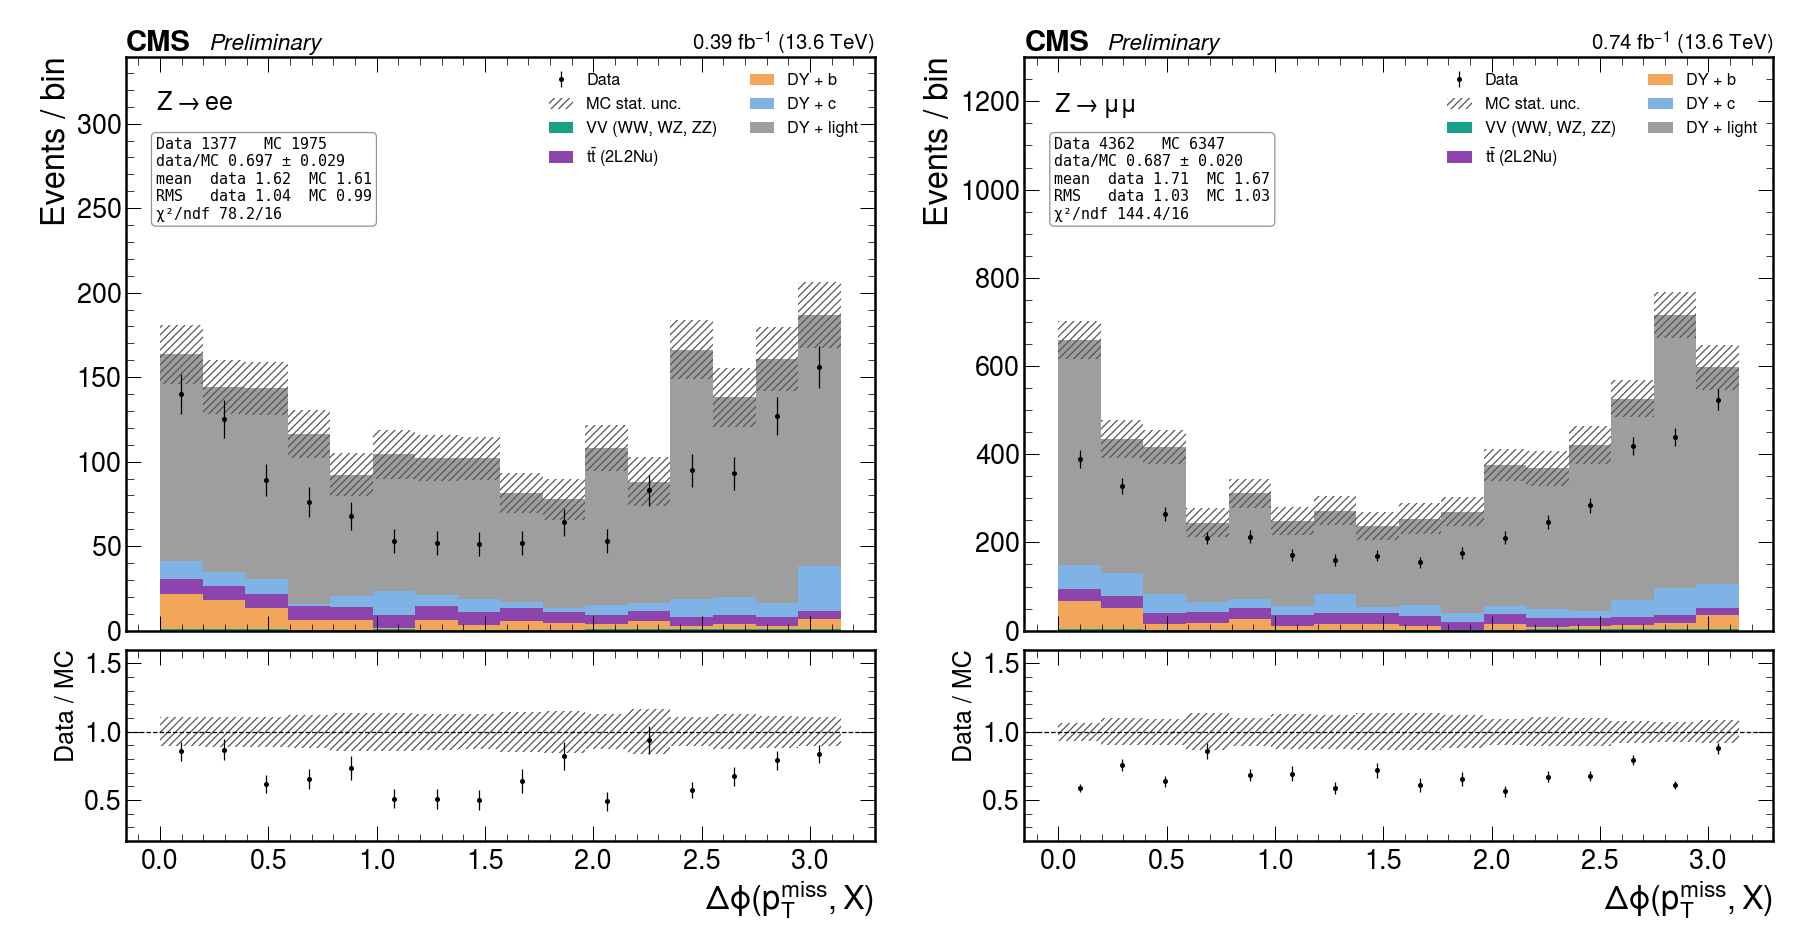 CMS Preliminary 0.39 fb⁻¹ (13.6 TeV)
Events / bin
Z → ee
Data
MC stat. unc.
VV (WW, WZ, ZZ)
tt̄ (2L2Nu)
DY + b
DY + c
DY + light
Data 1377 MC 1975
data/MC 0.697 ± 0.029
mean data 1.62 MC 1.61
RMS data 1.04 MC 0.99
χ²/ndf 78.2/16
300
250
200
150
100
50
0
Data / MC
1.5
1.0
0.5
0.0 0.5 1.0 1.5 2.0 2.5 3.0
Δϕ(p_T^miss, X)
CMS Preliminary 0.74 fb⁻¹ (13.6 TeV)
Events / bin
Z → μμ
Data
MC stat. unc.
VV (WW, WZ, ZZ)
tt̄ (2L2Nu)
DY + b
DY + c
DY + light
Data 4362 MC 6347
data/MC 0.687 ± 0.020
mean data 1.71 MC 1.67
RMS data 1.03 MC 1.03
χ²/ndf 144.4/16
1200
1000
800
600
400
200
0
Data / MC
1.5
1.0
0.5
0.0 0.5 1.0 1.5 2.0 2.5 3.0
Δϕ(p_T^miss, X)